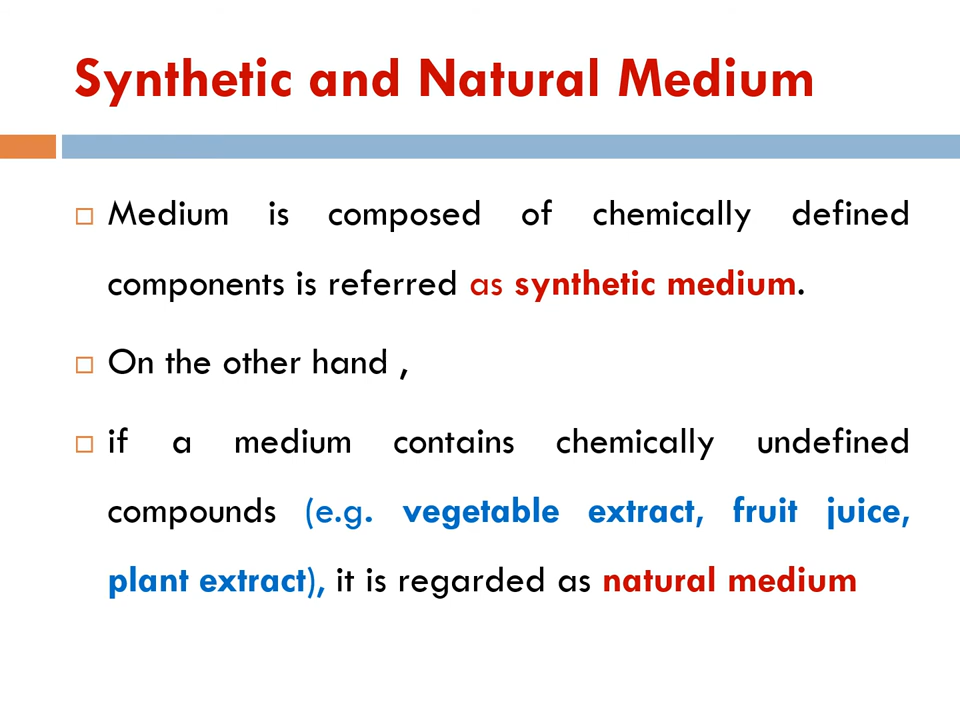 Synthetic and Natural Medium
Medium is composed of chemically defined
components is referred as synthetic medium.
On the other hand ,
if a medium contains chemically undefined
compounds (e.g. vegetable extract, fruit juice,
plant extract), it is regarded as natural medium